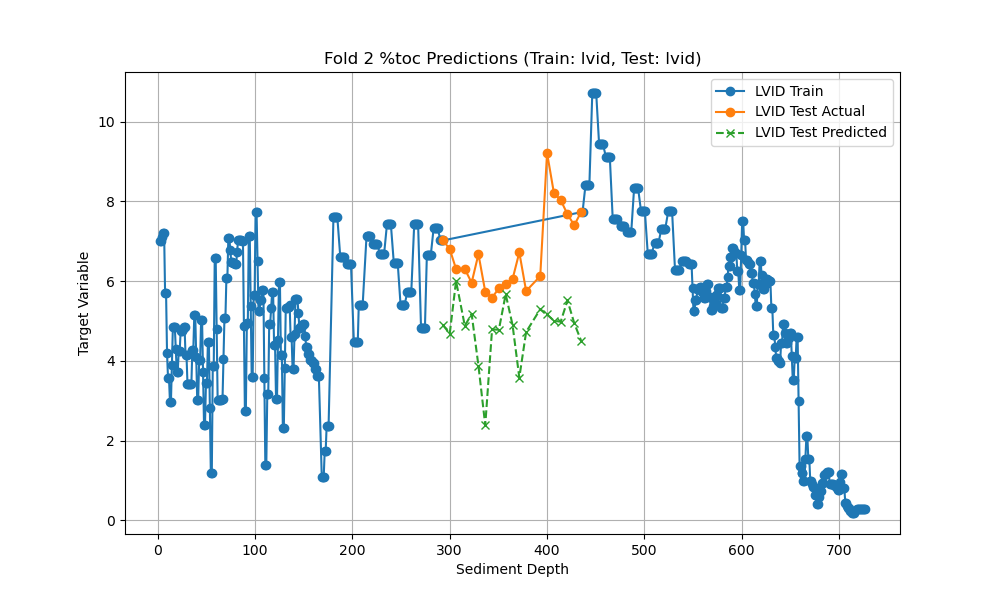 Fold 2 %toc Predictions (Train: lvid, Test: lvid)
LVID Train
LVID Test Actual
LVID Test Predicted
Target Variable
10
8
6
4
2
0
0 100 200 300 400 500 600 700
Sediment Depth